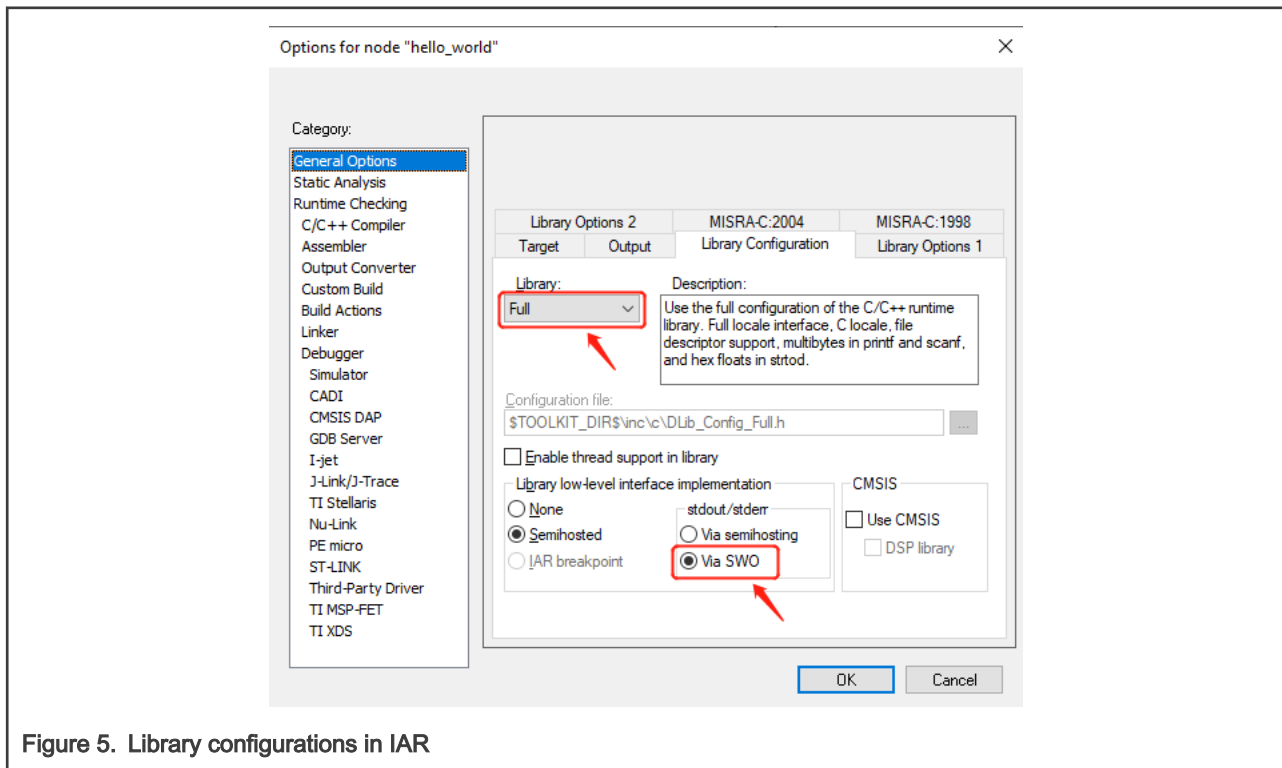 Options for node "hello_world"
Category:
General Options
Static Analysis
Runtime Checking
C/C++ Compiler
Assembler
Output Converter
Custom Build
Build Actions
Linker
Debugger
Simulator
CADI
CMSIS DAP
GDB Server
I-jet
J-Link/J-Trace
TI Stellaris
Nu-Link
PE micro
ST-LINK
Third-Party Driver
TI MSP-FET
TI XDS
Library Options 2 MISRA-C:2004 MISRA-C:1998
Target Output Library Configuration Library Options 1
Library: Description:
Full
Use the full configuration of the C/C++ runtime
library. Full locale interface, C locale, file
descriptor support, multibytes in printf and scanf,
and hex floats in strtod.
Configuration file:
$TOOLKIT_DIR$\inc\c\DLib_Config_Full.h ...
Enable thread support in library
Library low-level interface implementation
None
Semihosted
IAR breakpoint
stdout/stderr
Via semihosting
Via SWO
CMSIS
Use CMSIS
DSP library
OK Cancel
Figure 5. Library configurations in IAR